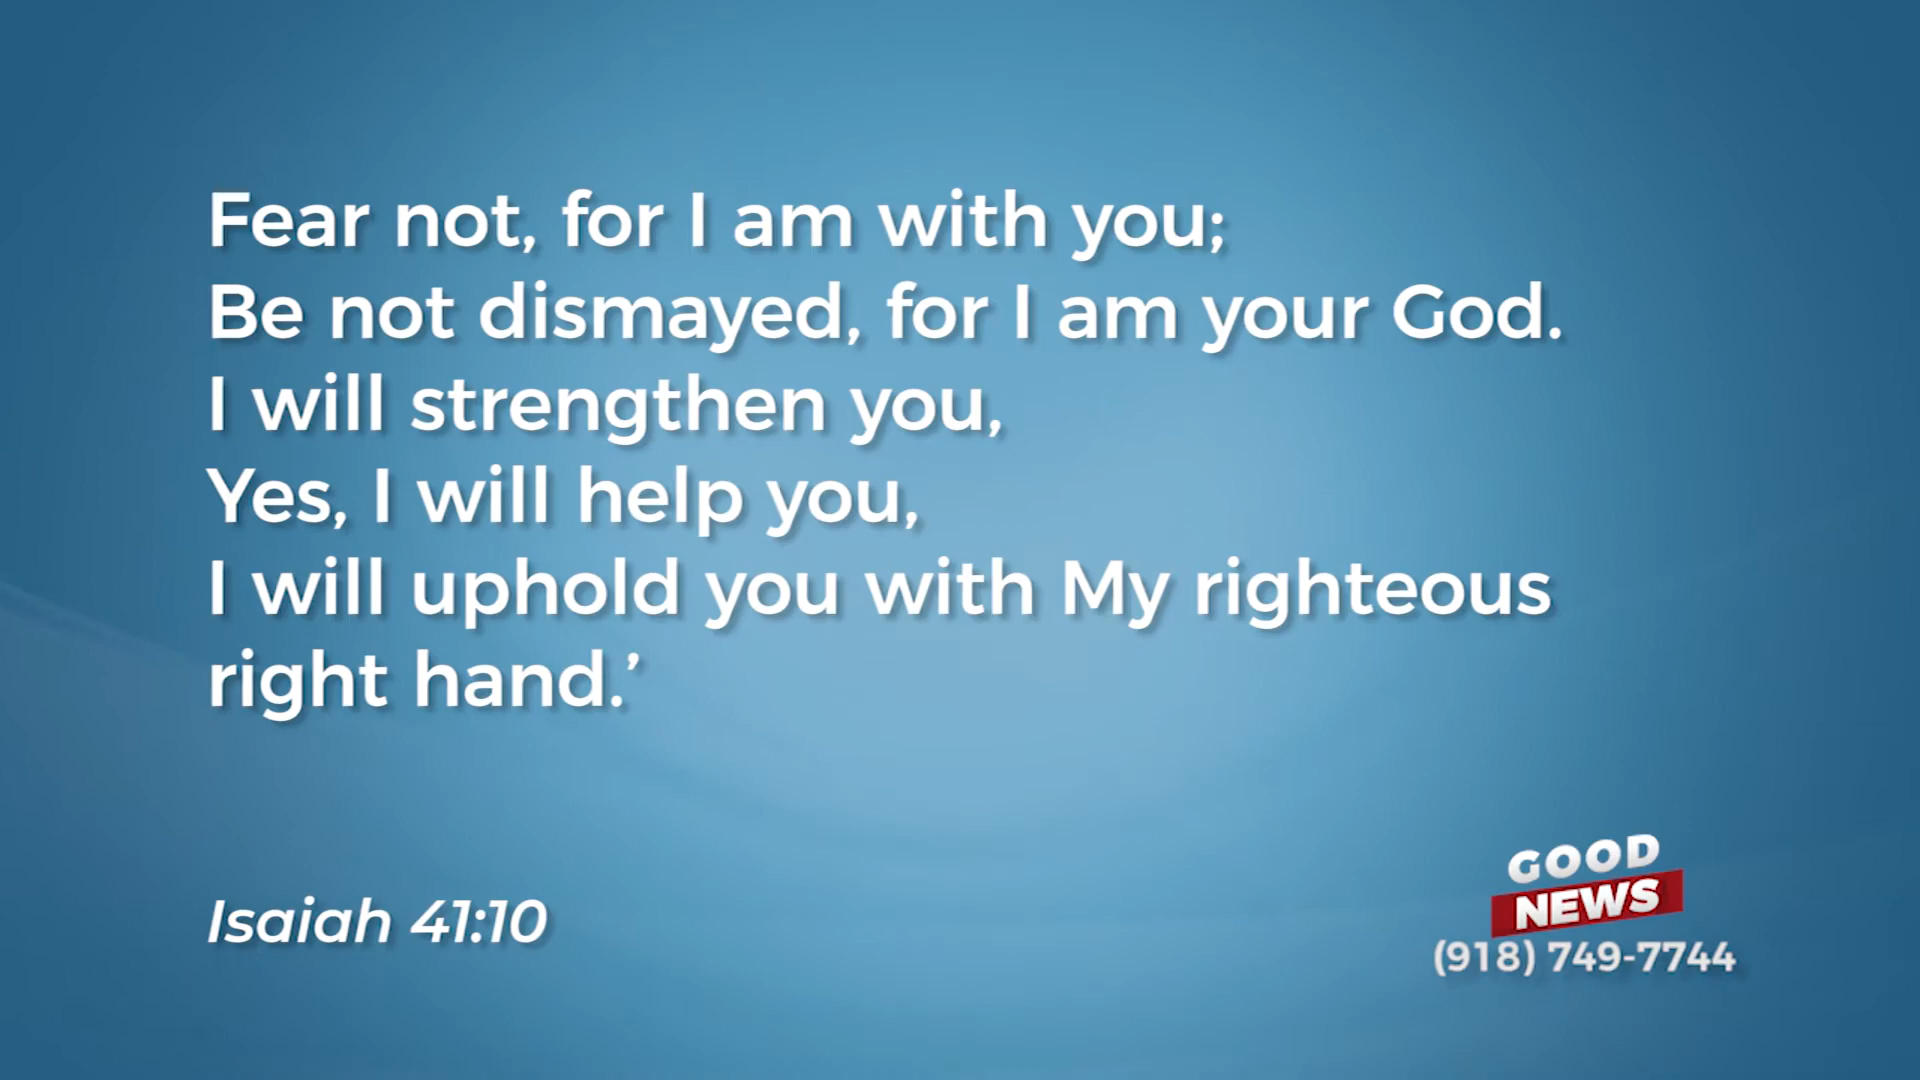 Fear not, for I am with you;
Be not dismayed, for I am your God.
I will strengthen you,
Yes, I will help you,
I will uphold you with My righteous
right hand.’
Isaiah 41:10
GOOD
NEWS
(918) 749-7744